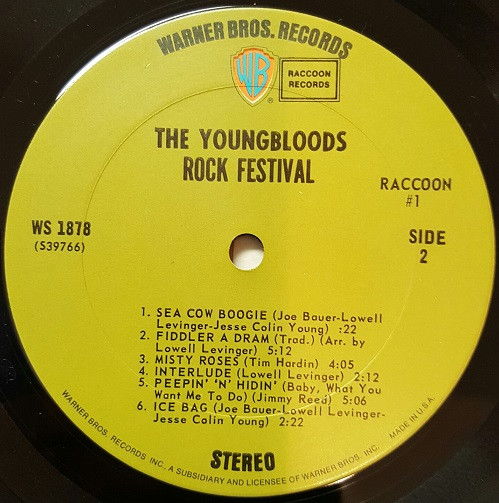 WARNER BROS. RECORDS
WB
®
RACCOON
RECORDS
THE YOUNGBLOODS
ROCK FESTIVAL
RACCOON
#1
WS 1878
(S39766)
SIDE
2
1. SEA COW BOOGIE (Joe Bauer-Lowell
Levinger-Jesse Colin Young) :22
2. FIDDLER A DRAM (Trad.) (Arr. by
Lowell Levinger) 5:12
3. MISTY ROSES (Tim Hardin) 4:05
4. INTERLUDE (Lowell Levinger) 2:12
5. PEEPIN' 'N' HIDIN' (Baby, What You
Want Me To Do) (Jimmy Reed) 5:06
6. ICE BAG (Joe Bauer-Lowell Levinger-
Jesse Colin Young) 2:22
STEREO
WARNER BROS. RECORDS INC. A SUBSIDIARY AND LICENSEE OF WARNER BROS. INC. MADE IN U.S.A.